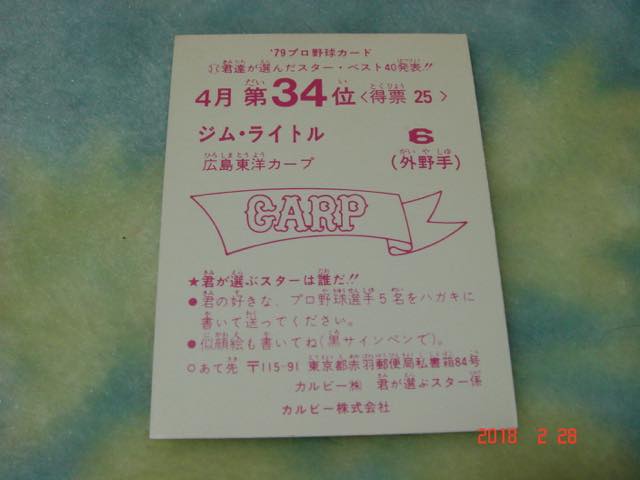 '79プロ野球カード
君達が選んだスター・ベスト40発表!!
4月 第34位〈得票 25〉
ジム・ライトル 6
広島東洋カープ (外野手)
CARP
★君が選ぶスターは誰だ!!
●君の好きな、プロ野球選手5名をハガキに
書いて送ってください。
●似顔絵も書いてね(黒サインペンで)。
○あて先 〒115-91 東京都赤羽郵便局私書箱84号
カルビー㈱ 君が選ぶスター係
カルビー株式会社
2018 2 28